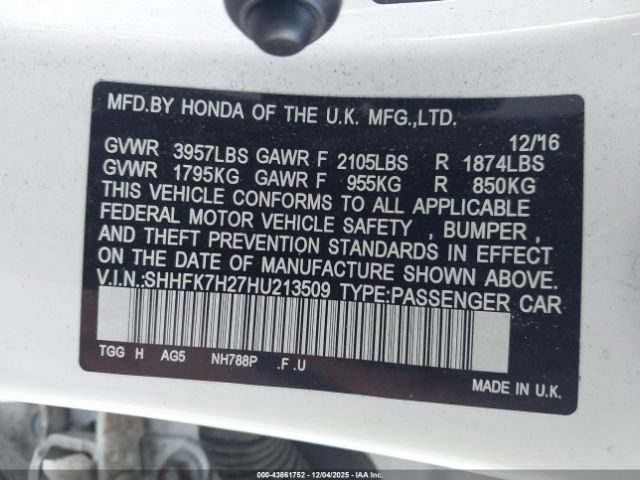 MFD.BY HONDA OF THE U.K. MFG.,LTD.
12/16
GVWR 3957LBS GAWR F 2105LBS R 1874LBS
GVWR 1795KG GAWR F 955KG R 850KG
THIS VEHICLE CONFORMS TO ALL APPLICABLE
FEDERAL MOTOR VEHICLE SAFETY , BUMPER ,
AND THEFT PREVENTION STANDARDS IN EFFECT
ON THE DATE OF MANUFACTURE SHOWN ABOVE.
V.I.N.:SHHFK7H27HU213509 TYPE:PASSENGER CAR
TGG H AG5 NH788P .F .U
MADE IN U.K.
000-43861752 - 12/04/2025 - IAA, Inc.